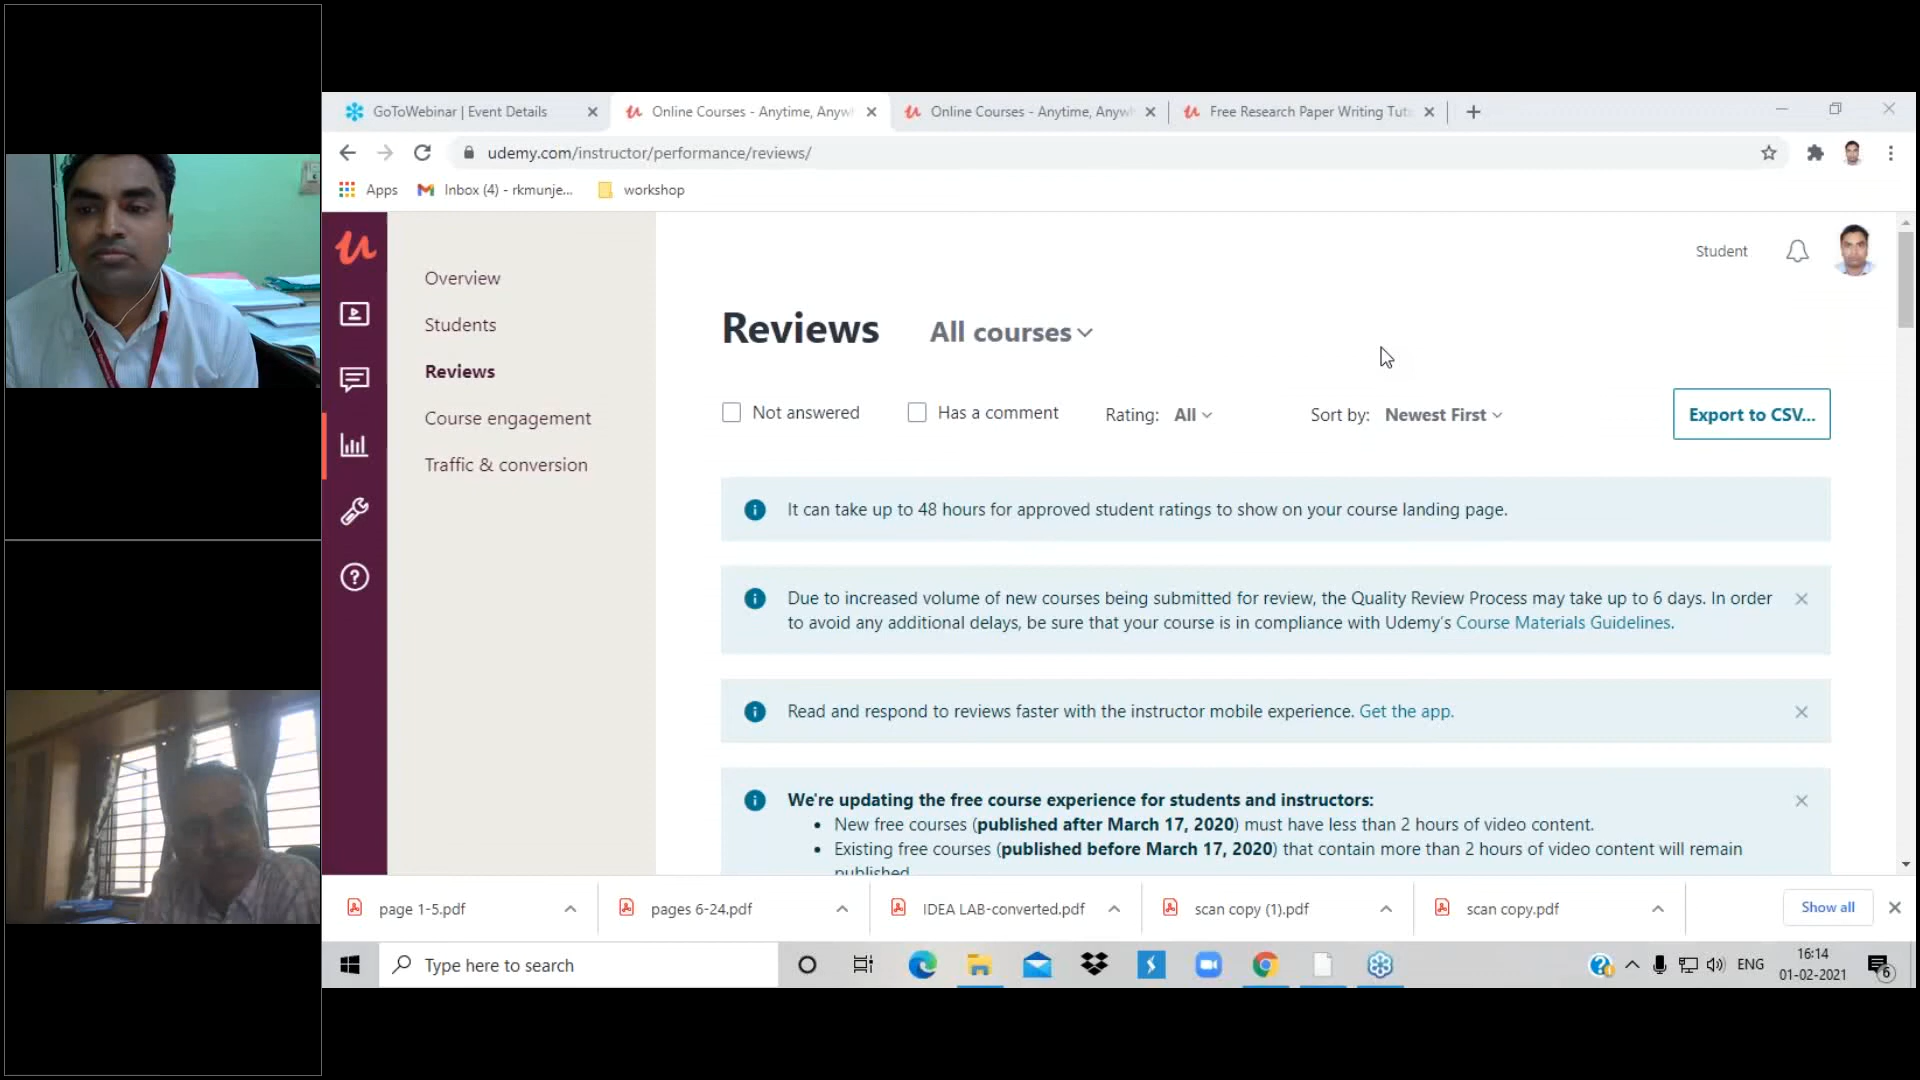 GoToWebinar | Event Details
Online Courses - Anytime, Anyw
Online Courses - Anytime, Anyw
Free Research Paper Writing Tut
udemy.com/instructor/performance/reviews/
Apps
Inbox (4) - rkmunje...
workshop
Overview
Students
Reviews
Course engagement
Traffic & conversion
Student
Reviews
All courses
Not answered
Has a comment
Rating: All
Sort by: Newest First
Export to CSV...
It can take up to 48 hours for approved student ratings to show on your course landing page.
Due to increased volume of new courses being submitted for review, the Quality Review Process may take up to 6 days. In order
to avoid any additional delays, be sure that your course is in compliance with Udemy's Course Materials Guidelines.
Read and respond to reviews faster with the instructor mobile experience. Get the app.
We're updating the free course experience for students and instructors:
• New free courses (published after March 17, 2020) must have less than 2 hours of video content.
• Existing free courses (published before March 17, 2020) that contain more than 2 hours of video content will remain
published
page 1-5.pdf
pages 6-24.pdf
IDEA LAB-converted.pdf
scan copy (1).pdf
scan copy.pdf
Show all
Type here to search
ENG
16:14
01-02-2021
6